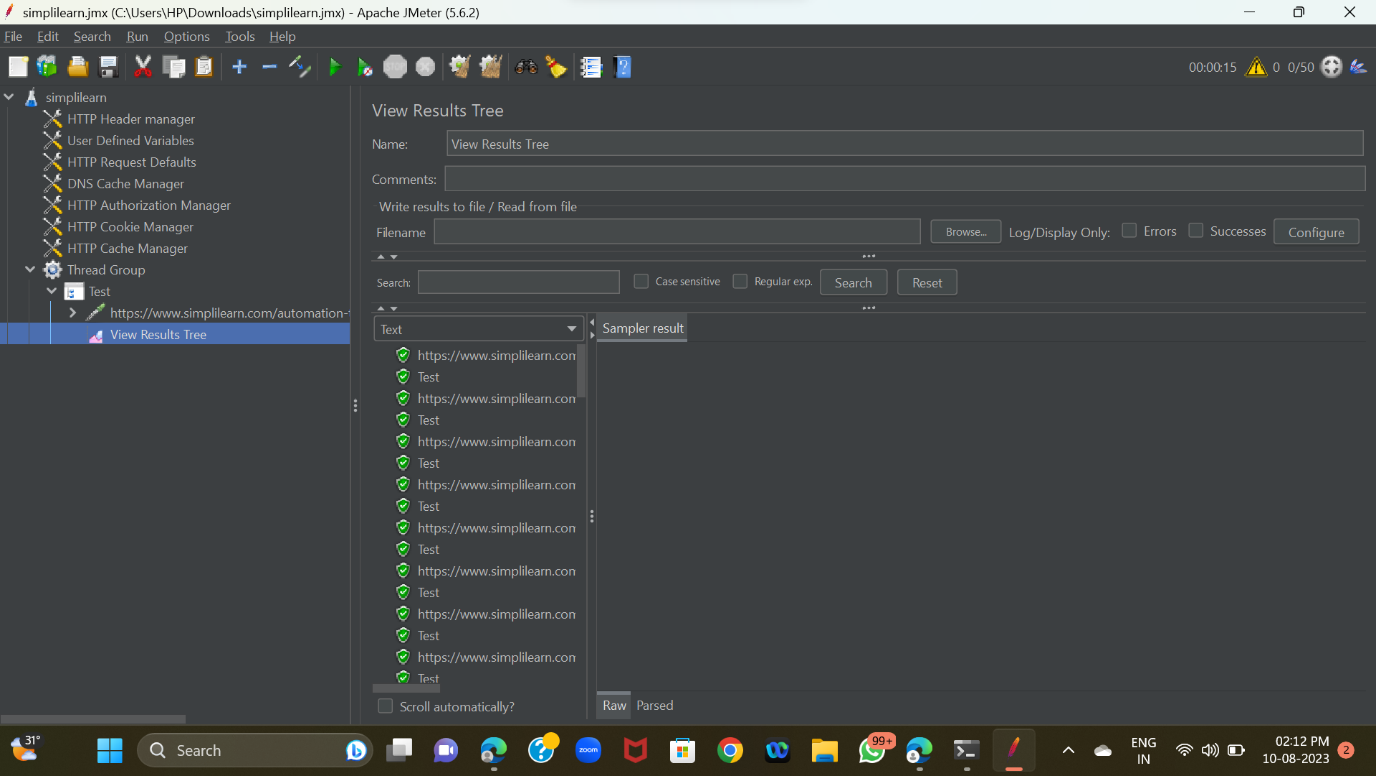 simplilearn.jmx (C:\Users\HP\Downloads\simplilearn.jmx) - Apache JMeter (5.6.2)
File Edit Search Run Options Tools Help
00:00:15 0 0/50
simplilearn
HTTP Header manager
User Defined Variables
HTTP Request Defaults
DNS Cache Manager
HTTP Authorization Manager
HTTP Cookie Manager
HTTP Cache Manager
Thread Group
Test
https://www.simplilearn.com/automation-
View Results Tree
View Results Tree
Name: View Results Tree
Comments:
Write results to file / Read from file
Filename Browse... Log/Display Only: Errors Successes Configure
Search: Case sensitive Regular exp. Search Reset
Text
https://www.simplilearn.con
Test
https://www.simplilearn.con
Test
https://www.simplilearn.con
Test
https://www.simplilearn.con
Test
https://www.simplilearn.con
Test
https://www.simplilearn.con
Test
https://www.simplilearn.con
Test
https://www.simplilearn.con
Test
Scroll automatically?
Sampler result
Raw Parsed
31°
Search
zoom
99+
ENG
IN
02:12 PM
10-08-2023
2